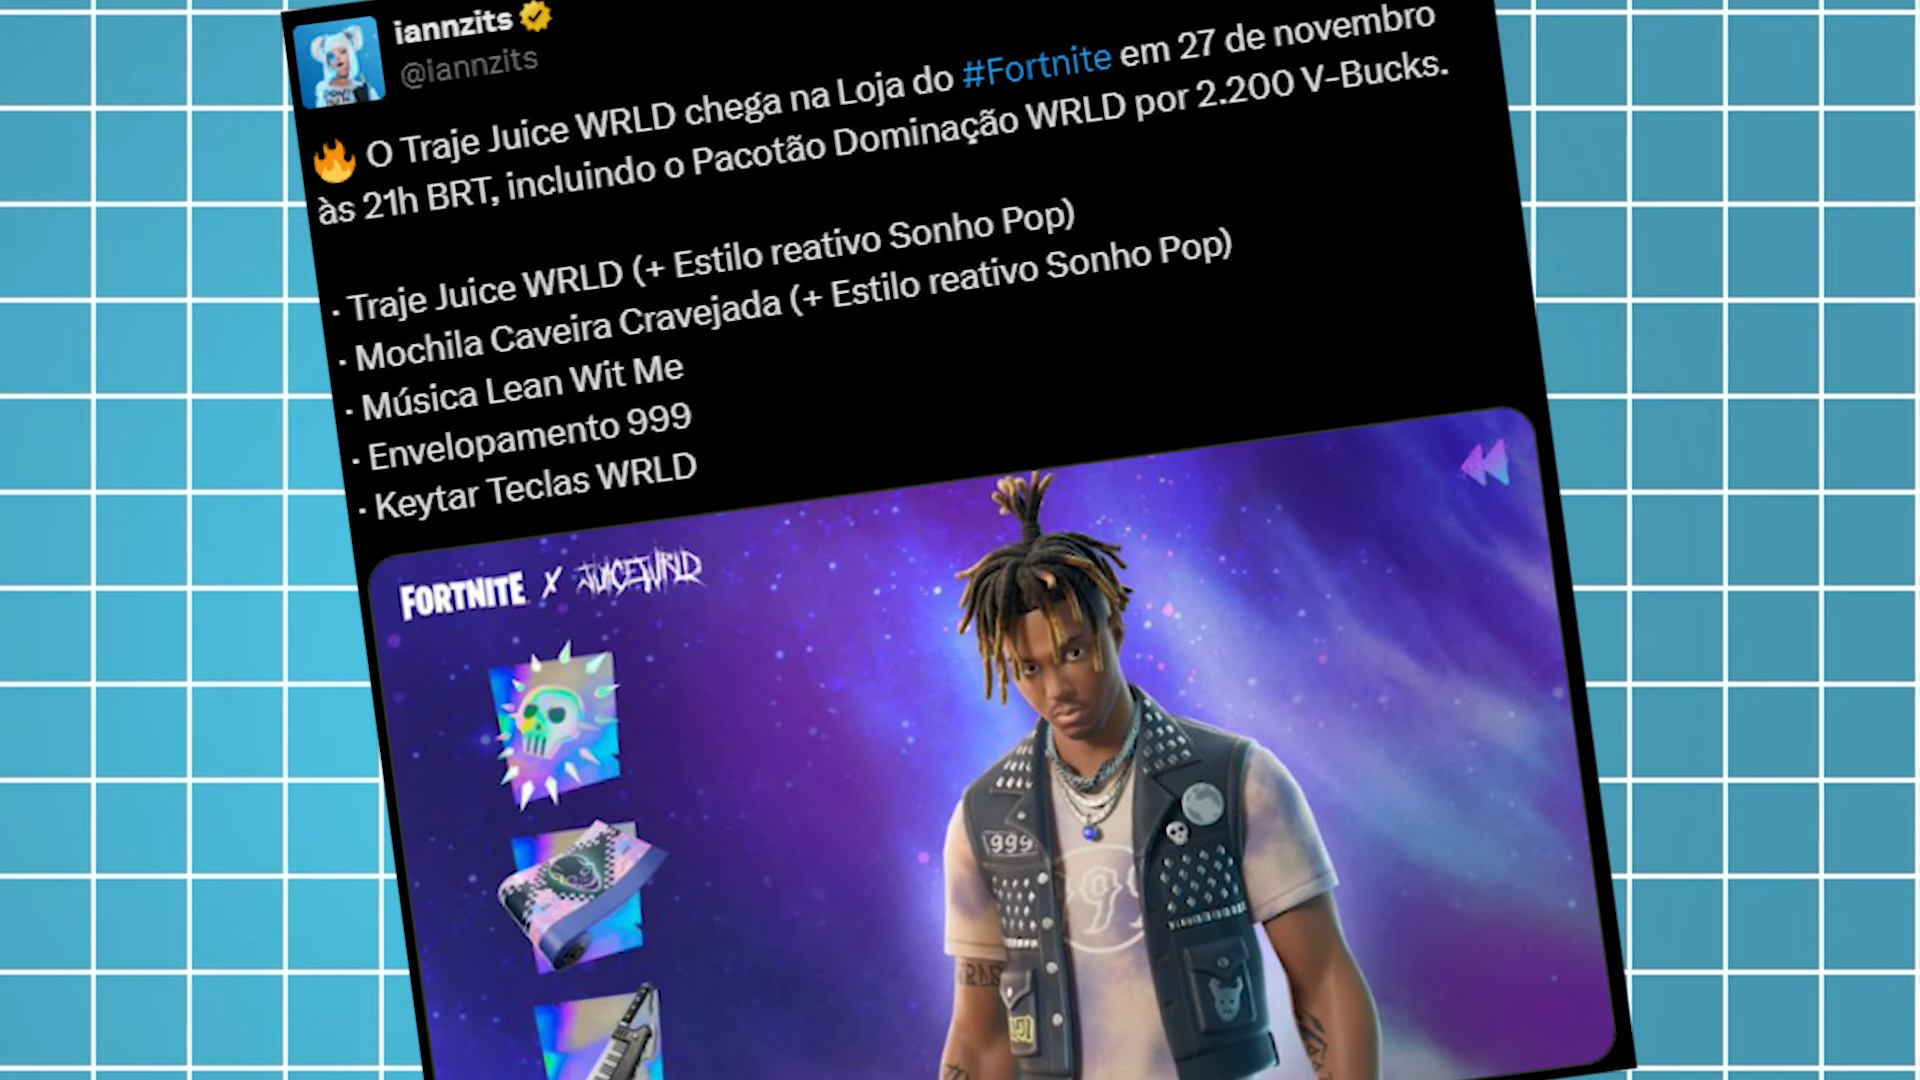 iannzits
@iannzits
🔥 O Traje Juice WRLD chega na Loja do #Fortnite em 27 de novembro
às 21h BRT, incluindo o Pacotão Dominação WRLD por 2.200 V-Bucks.
· Traje Juice WRLD (+ Estilo reativo Sonho Pop)
· Mochila Caveira Cravejada (+ Estilo reativo Sonho Pop)
· Música Lean Wit Me
· Envelopamento 999
· Keytar Teclas WRLD
FORTNITE X JUICEWRLD
999